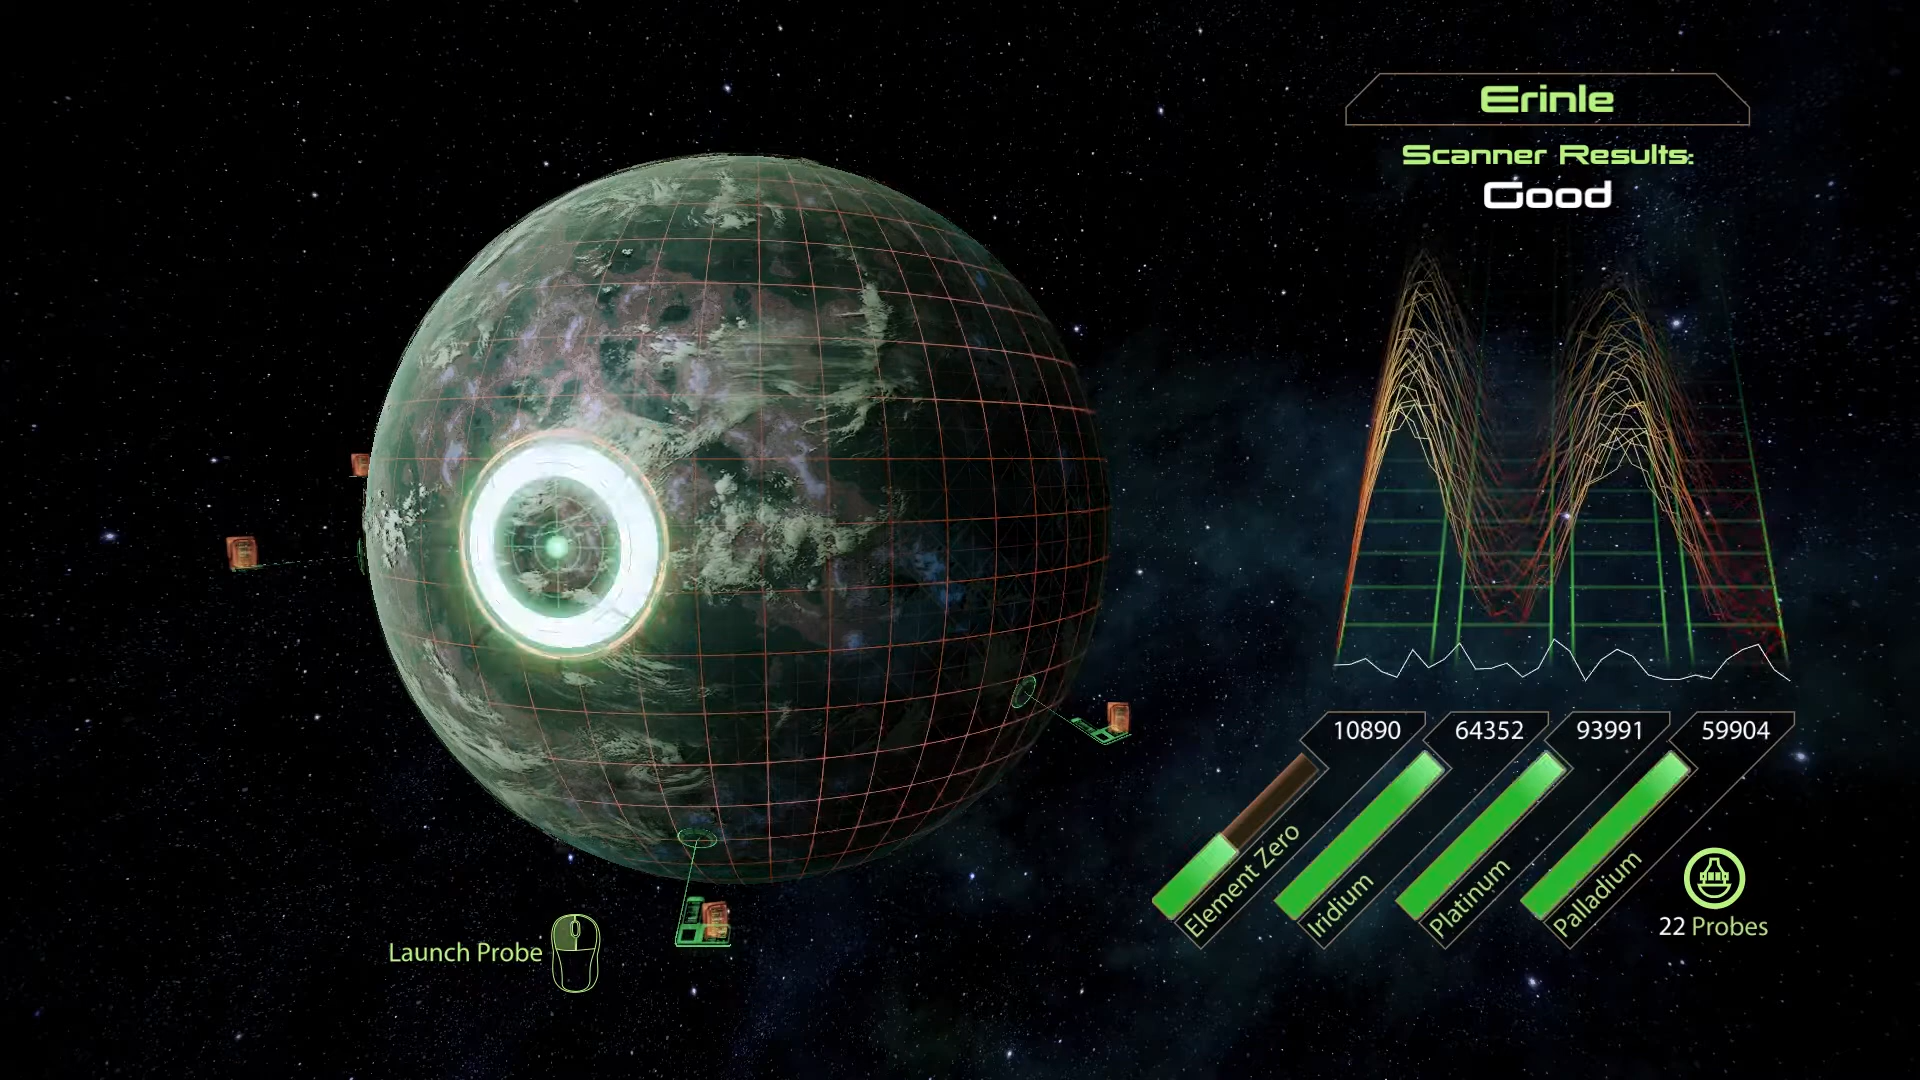 Erinle
Scanner Results:
Good
10890
64352
93991
59904
Element Zero
Iridium
Platinum
Palladium
22 Probes
Launch Probe